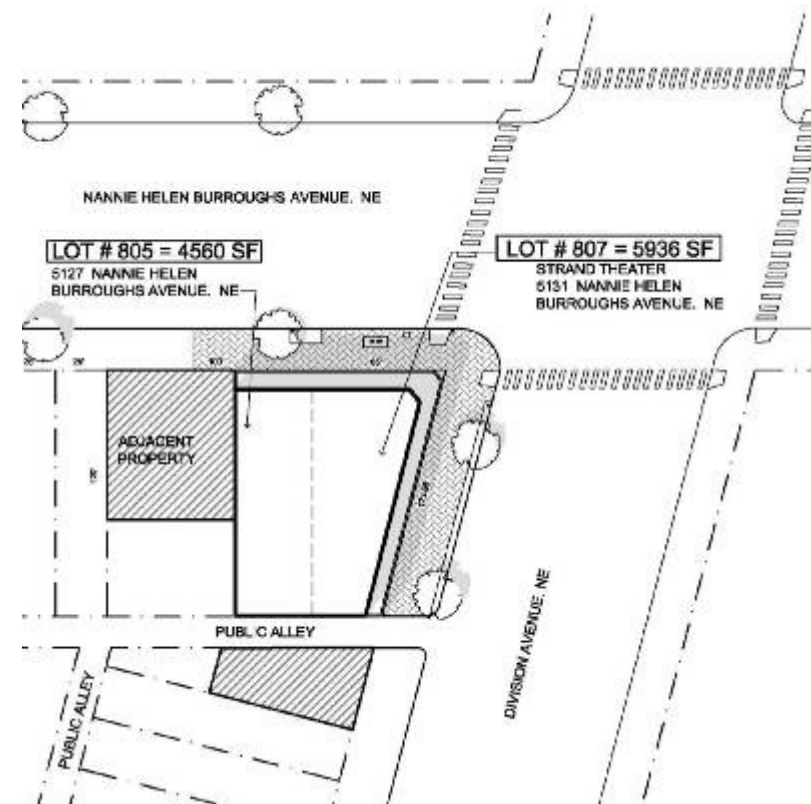 NANNIE HELEN BURROUGHS AVENUE, NE
LOT # 805 = 4560 SF
5127 NANNIE HELEN
BURROUGHS AVENUE, NE
LOT # 807 = 5936 SF
STRAND THEATER
5131 NANNIE HELEN
BURROUGHS AVENUE, NE
ADJACENT
PROPERTY
PUBLIC ALLEY
PUBLIC ALLEY
DIVISION AVENUE, NE